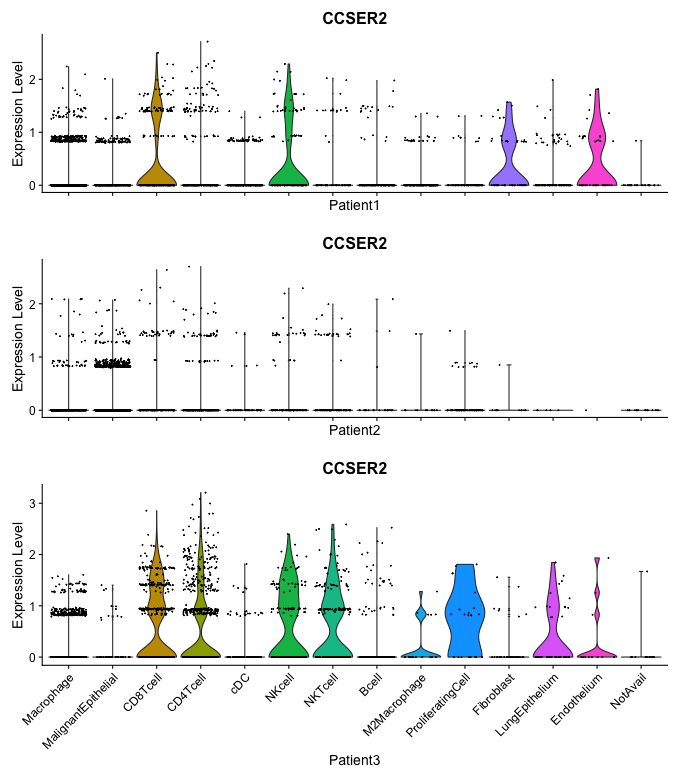 CCSER2
Expression Level
2
1
0
Patient1
CCSER2
Expression Level
2
1
0
Patient2
CCSER2
Expression Level
3
2
1
0
Macrophage
MalignantEpithelial
CD8Tcell
CD4Tcell
cDC
NKcell
NKTcell
Bcell
M2Macrophage
ProliferatingCell
Fibroblast
LungEpithelium
Endothelium
NotAvail
Patient3